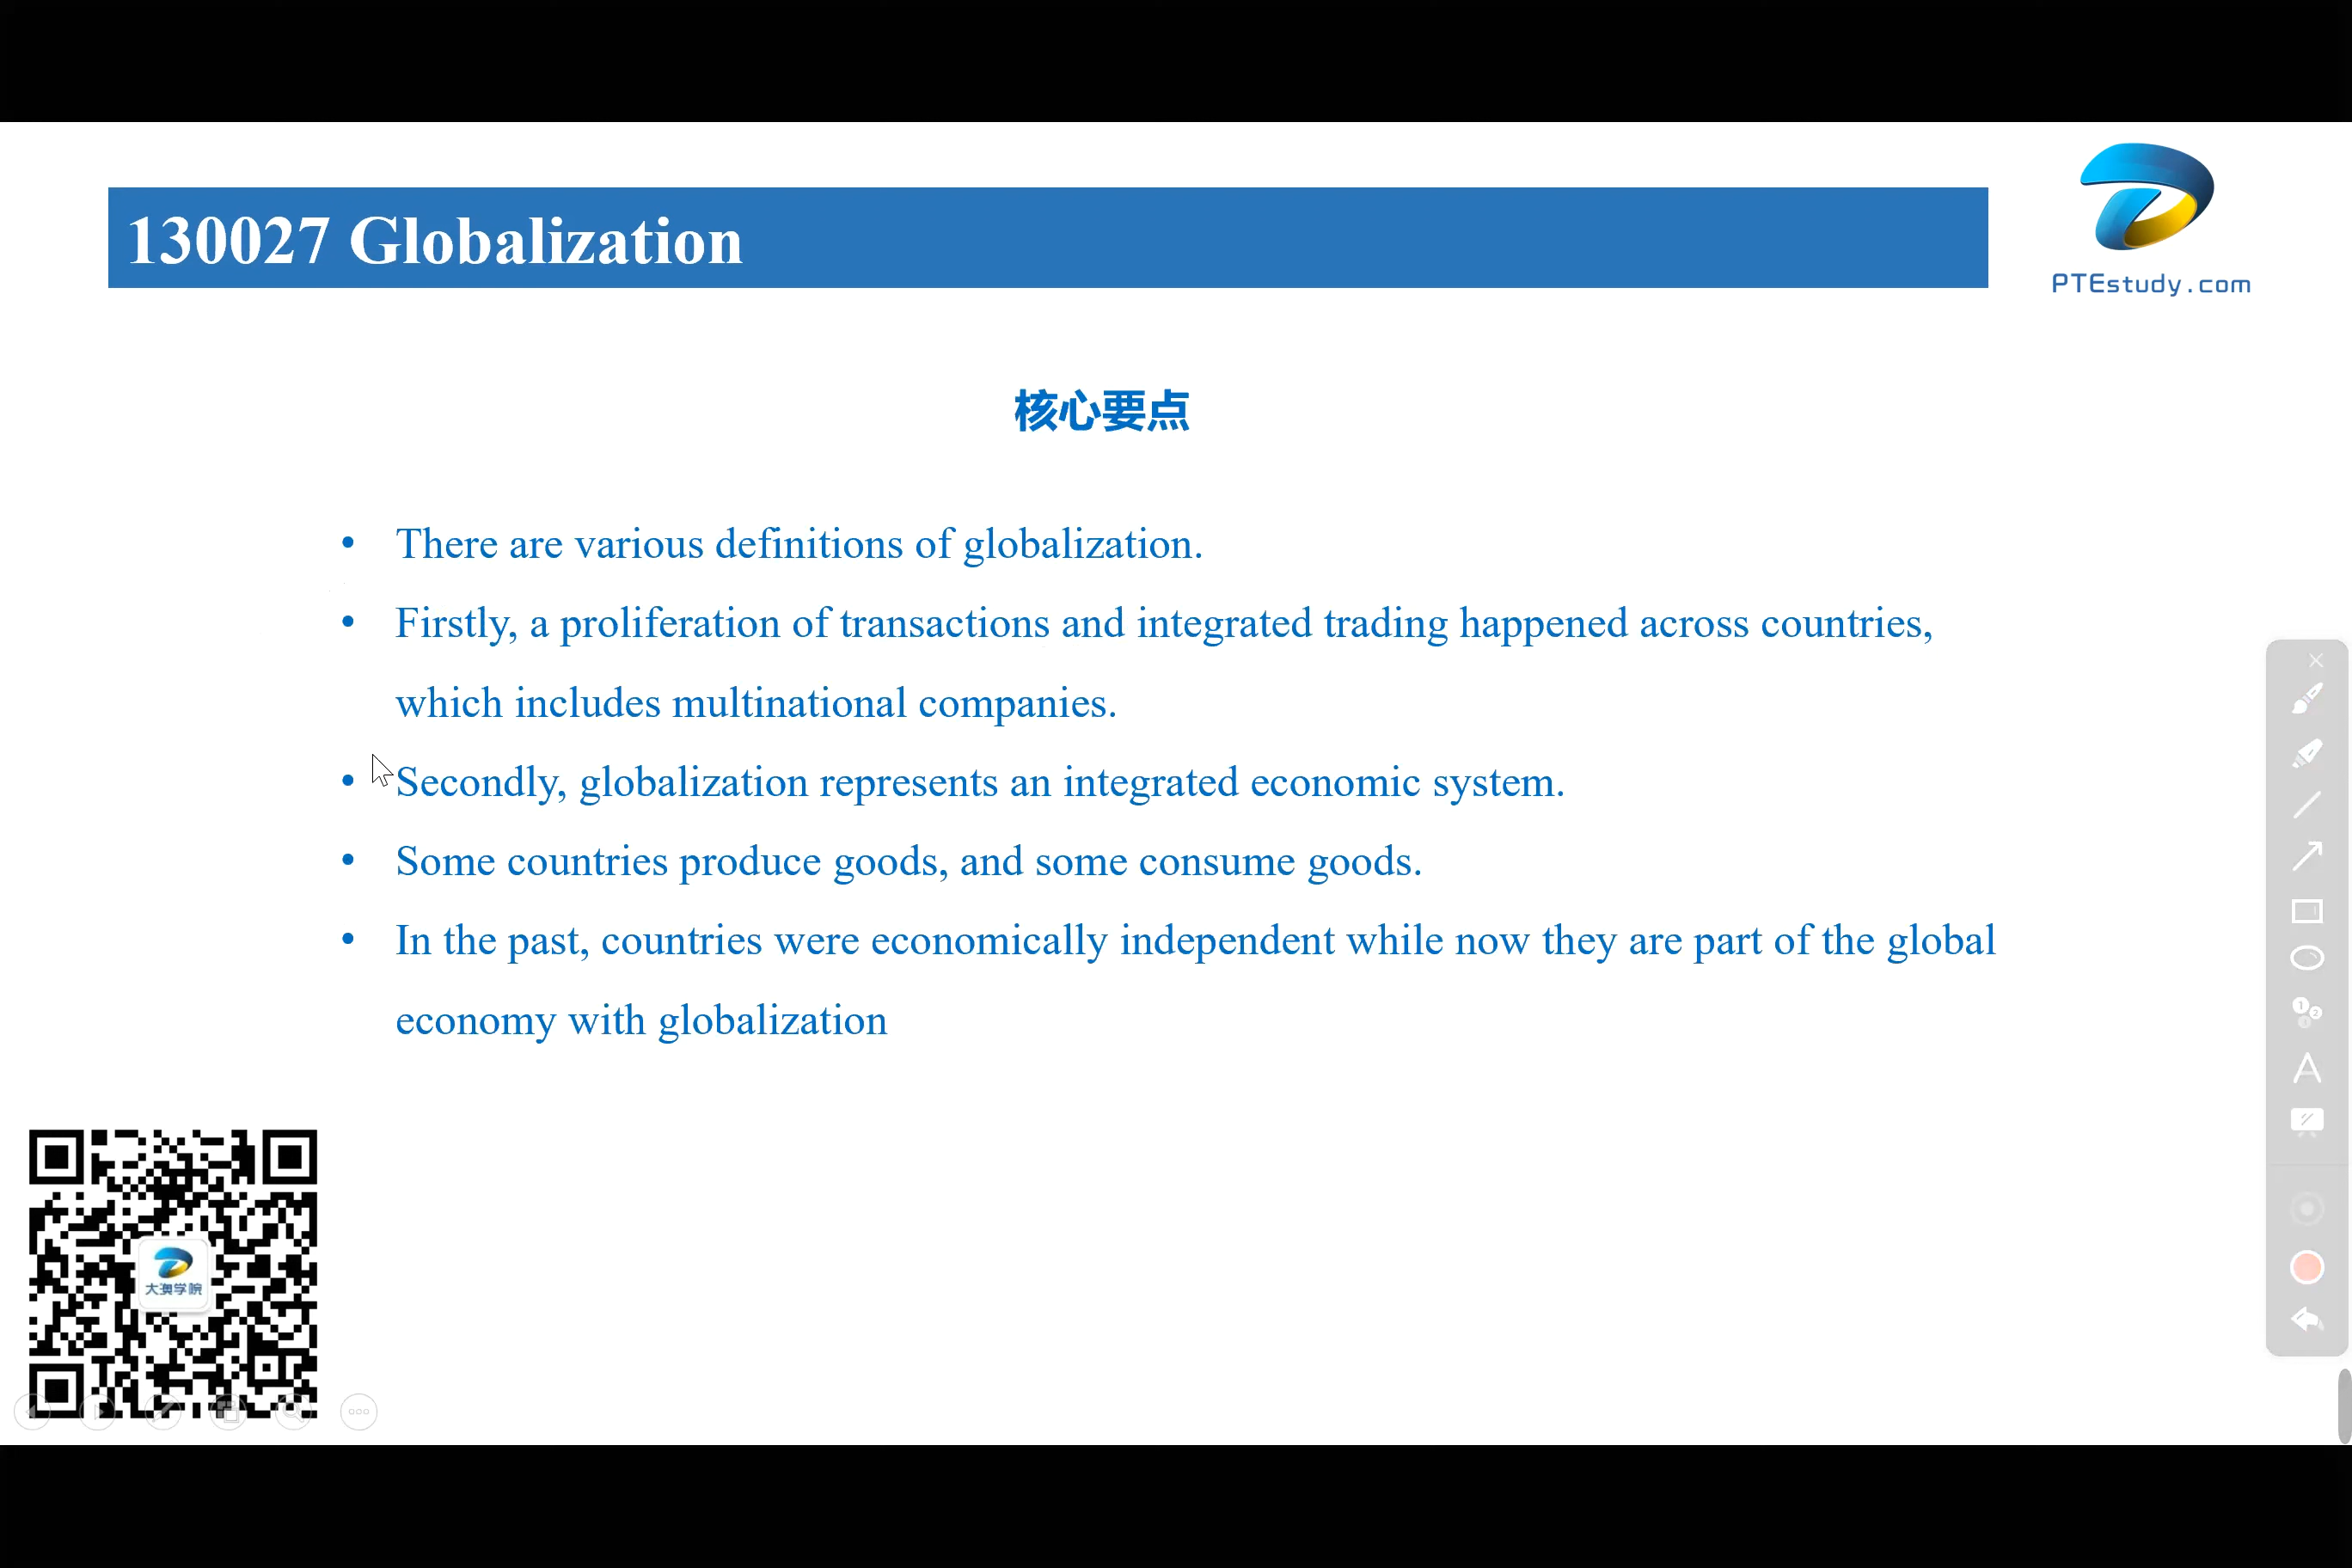 130027 Globalization
PTEstudy.com
核心要点
• There are various definitions of globalization.
• Firstly, a proliferation of transactions and integrated trading happened across countries,
which includes multinational companies.
• Secondly, globalization represents an integrated economic system.
• Some countries produce goods, and some consume goods.
• In the past, countries were economically independent while now they are part of the global
economy with globalization
大澳学院